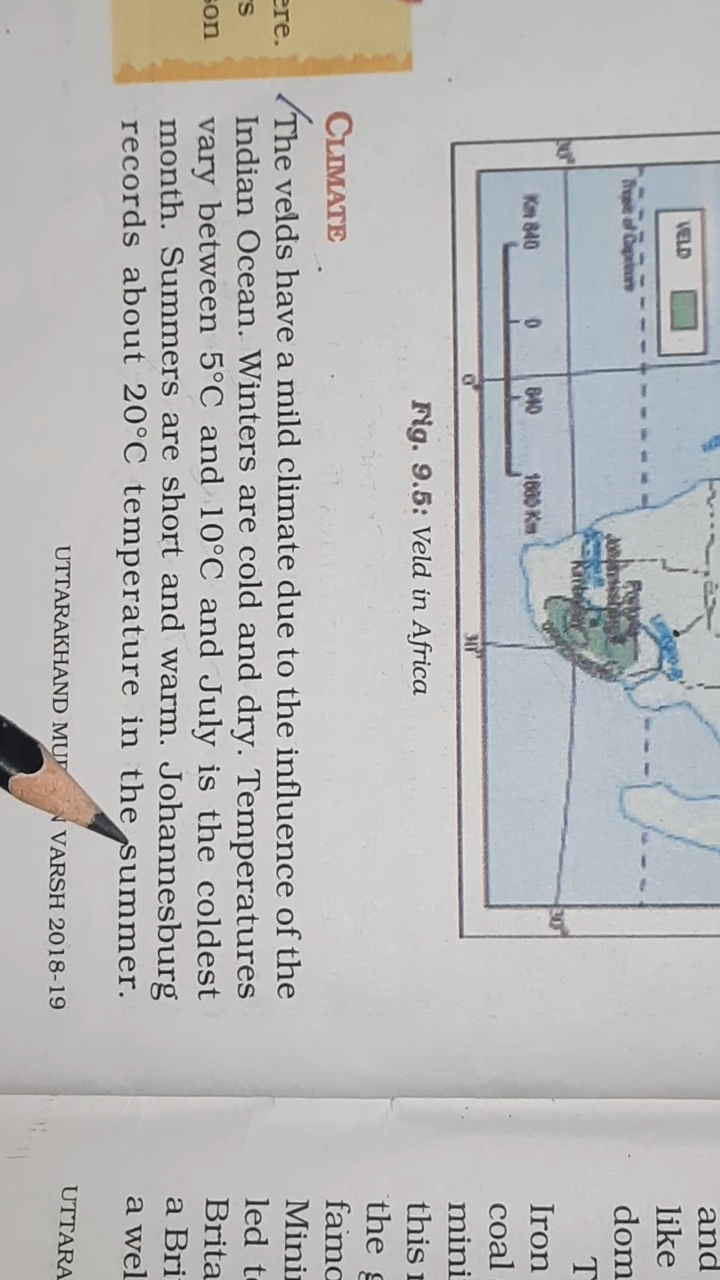 ere.
s
son
VELD
Tropic of Capricorn
Km 840 0 840 1680 Km
0°
Fig. 9.5: Veld in Africa
CLIMATE
The velds have a mild climate due to the influence of the
Indian Ocean. Winters are cold and dry. Temperatures
vary between 5°C and 10°C and July is the coldest
month. Summers are short and warm. Johannesburg
records about 20°C temperature in the summer.
UTTARAKHAND VARSH 2018-19
and
like
dom
T
Iron
coal
mini
this
the g
famo
Mini
led t
Brita
a Bri
a wel
UTTARA